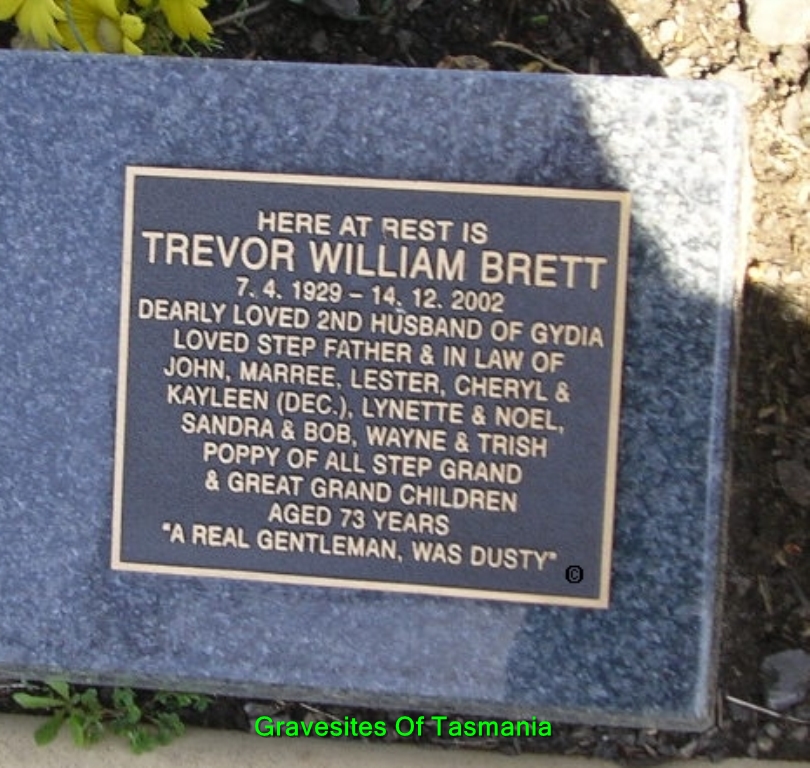 HERE AT REST IS
TREVOR WILLIAM BRETT
7. 4. 1929 – 14. 12. 2002
DEARLY LOVED 2ND HUSBAND OF GYDIA
LOVED STEP FATHER & IN LAW OF
JOHN, MARREE, LESTER, CHERYL &
KAYLEEN (DEC.), LYNETTE & NOEL,
SANDRA & BOB, WAYNE & TRISH
POPPY OF ALL STEP GRAND
& GREAT GRAND CHILDREN
AGED 73 YEARS
"A REAL GENTLEMAN, WAS DUSTY"
©
Gravesites Of Tasmania